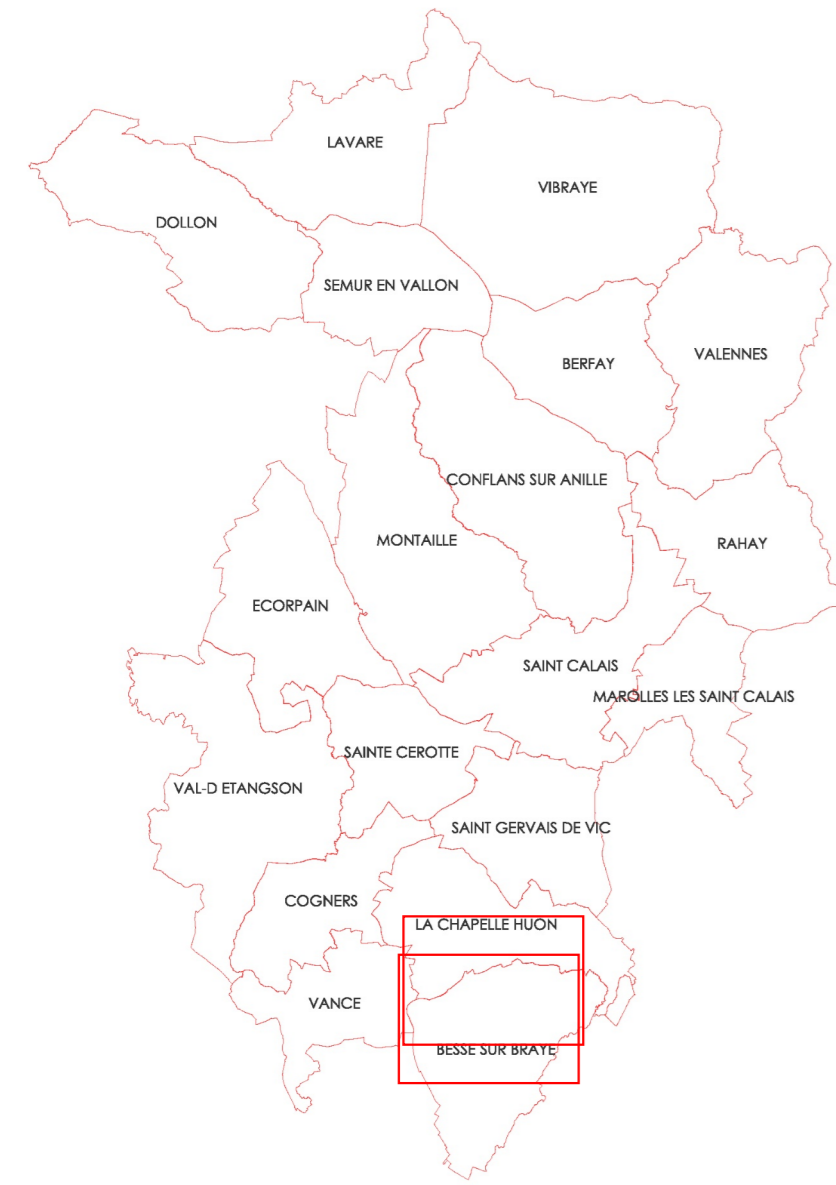 LAVARE
VIBRAYE
DOLLON
SEMUR EN VALLON
VALENNES
BERFAY
CONFLANS SUR ANILLE
MONTAILLE
RAHAY
ECORPAIN
SAINT CALAIS
MAROLLES LES SAINT CALAIS
SAINTE CEROTTE
VAL-D ETANGSON
SAINT GERVAIS DE VIC
COGNERS
LA CHAPELLE HUON
VANCE
BESSE SUR BRAYE